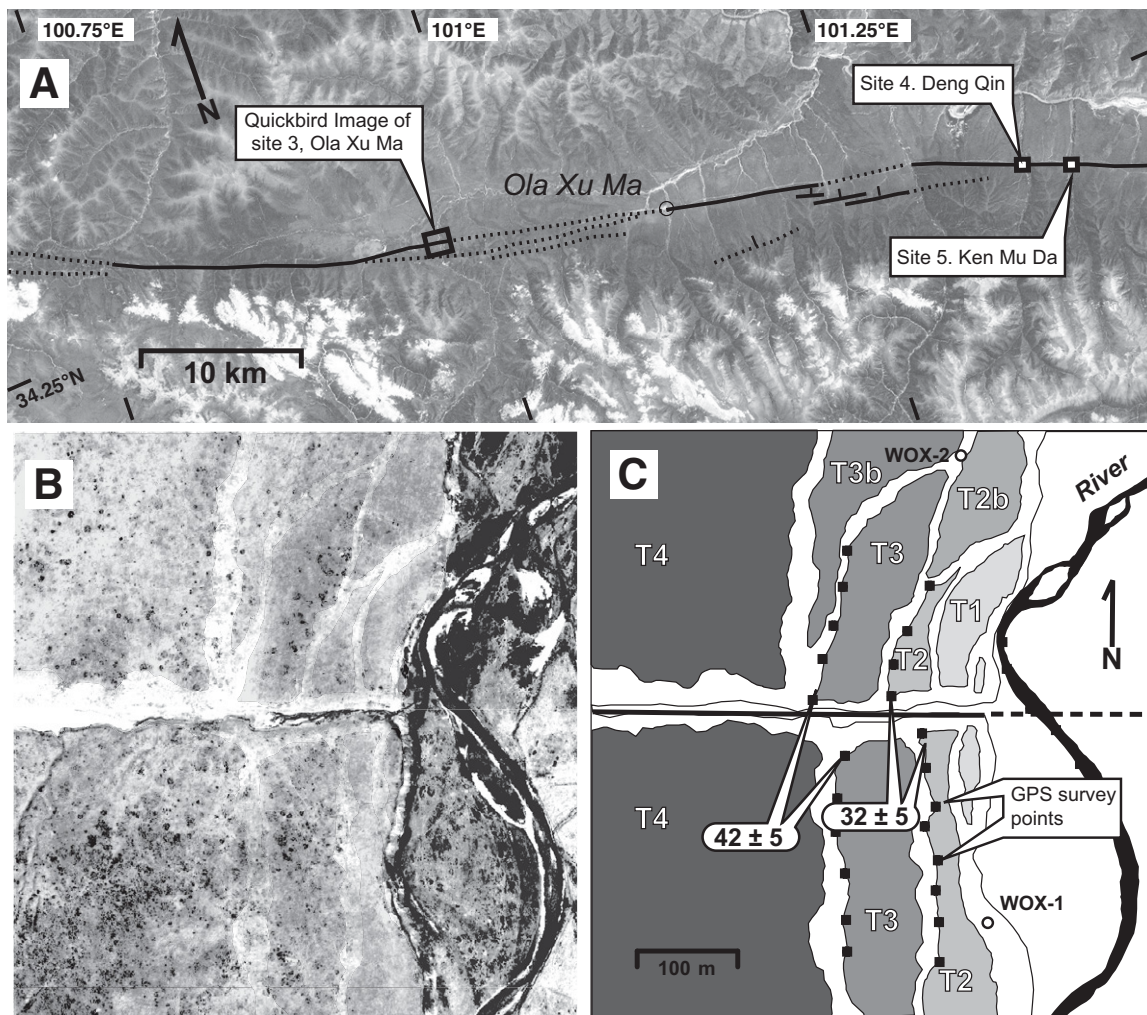 100.75°E
101°E
101.25°E
A
N
Quickbird Image of
site 3, Ola Xu Ma
Ola Xu Ma
Site 4. Deng Qin
Site 5. Ken Mu Da
10 km
34.25°N
B
C
WOX-2
T3b
T2b
River
T4
T3
T1
T2
N
42 ± 5
32 ± 5
GPS survey
points
T4
T3
WOX-1
100 m
T2